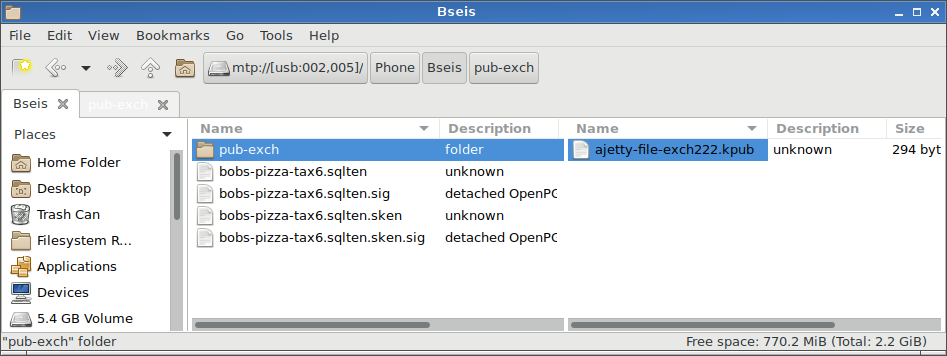 Bseis
File Edit View Bookmarks Go Tools Help
mtp://[usb:002,005]/ Phone Bseis pub-exch
Bseis pub-exch
Places
Home Folder
Desktop
Trash Can
Filesystem R...
Applications
Devices
5.4 GB Volume
Name Description
pub-exch folder
bobs-pizza-tax6.sqlten unknown
bobs-pizza-tax6.sqlten.sig detached OpenPG
bobs-pizza-tax6.sqlten.sken unknown
bobs-pizza-tax6.sqlten.sken.sig detached OpenPG
Name Description Size
ajetty-file-exch222.kpub unknown 294 byt
"pub-exch" folder Free space: 770.2 MiB (Total: 2.2 GiB)